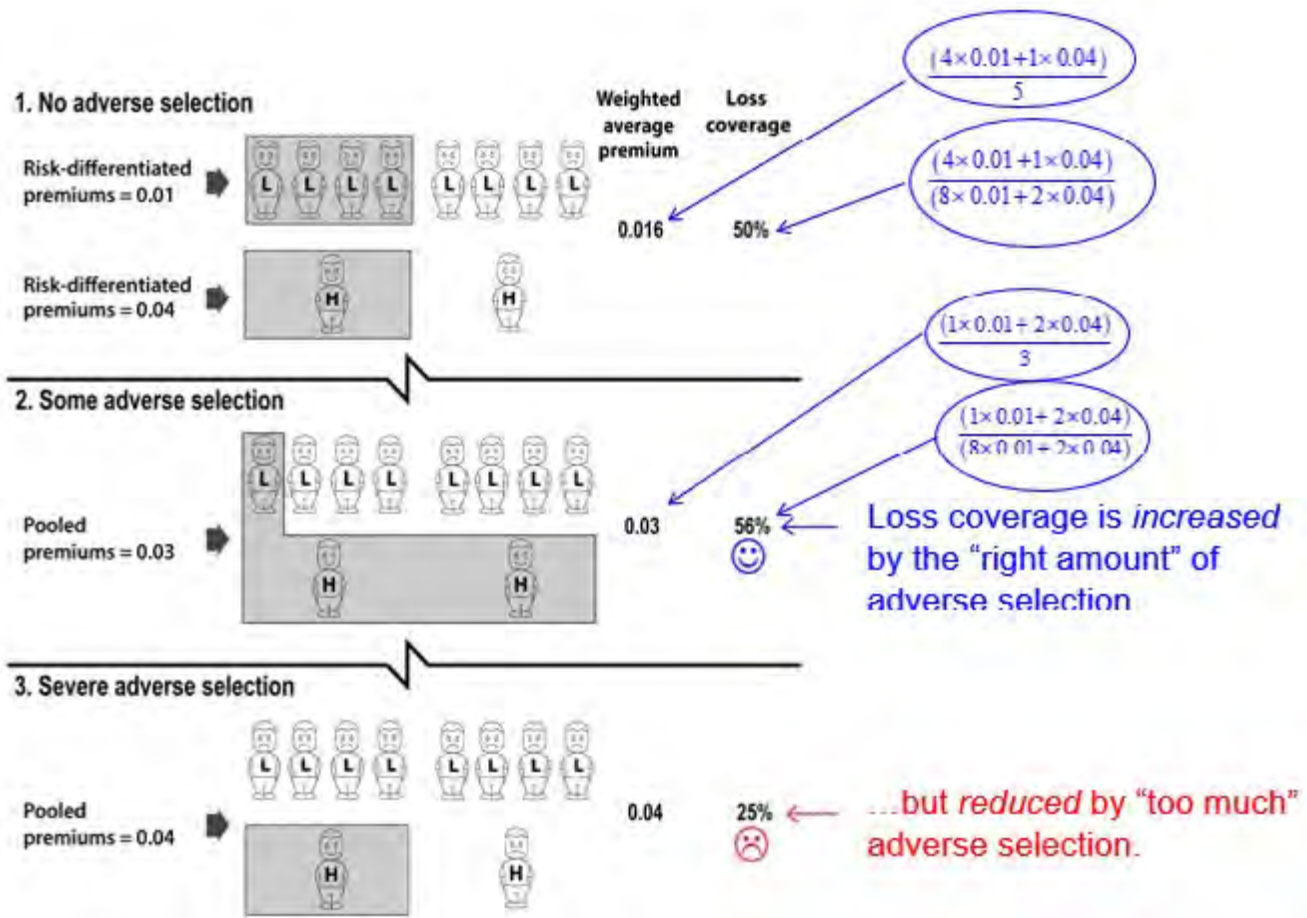 1. No adverse selection
Weighted average premium
Loss coverage
(4×0.01+1×0.04)
5
(4×0.01+1×0.04)
(8×0.01+2×0.04)
Risk-differentiated
premiums = 0.01
L L L L L L L L
0.016 50%
Risk-differentiated
premiums = 0.04
H H
(1×0.01+2×0.04)
3
(1×0.01+2×0.04)
(8×0.01+2×0.04)
2. Some adverse selection
L L L L L L L L
Pooled
premiums = 0.03
0.03 56%
H H
Loss coverage is increased
by the “right amount” of
adverse selection
3. Severe adverse selection
L L L L L L L L
Pooled
premiums = 0.04
0.04 25%
H H
....but reduced by “too much”
adverse selection.